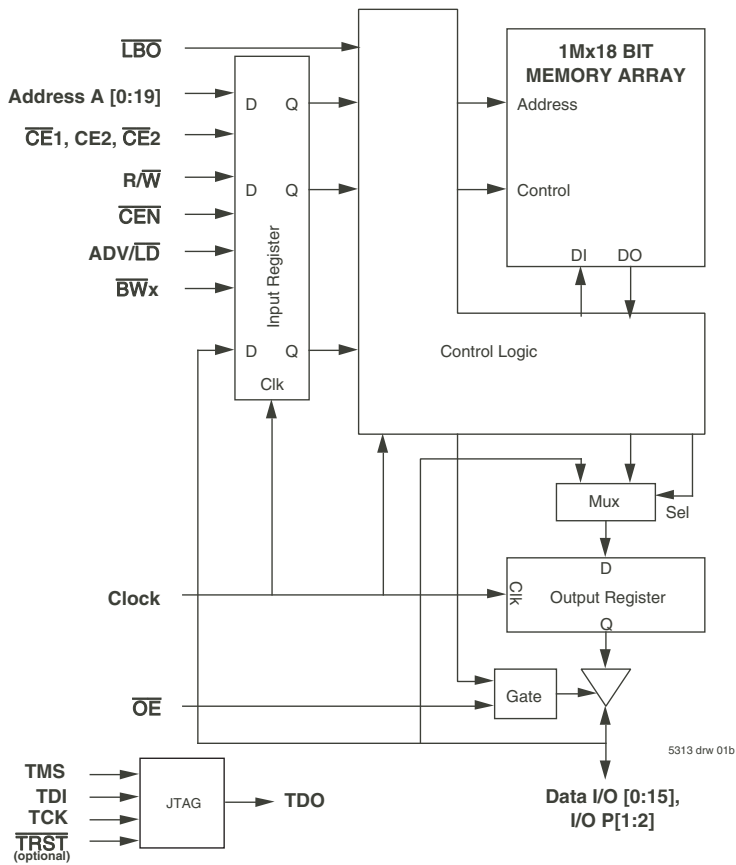 LBO
Address A [0:19]
CE1, CE2, CE2
R/W
CEN
ADV/LD
BWx
D Q
D Q
D Q
Input Register
Clk
1Mx18 BIT
MEMORY ARRAY
Address
Control
DI DO
Control Logic
Mux
Sel
Clock
D
Clk
Output Register
Q
OE
Gate
5313 drw 01b
TMS
TDI
TCK
TRST
(optional)
JTAG
TDO
Data I/O [0:15],
I/O P[1:2]